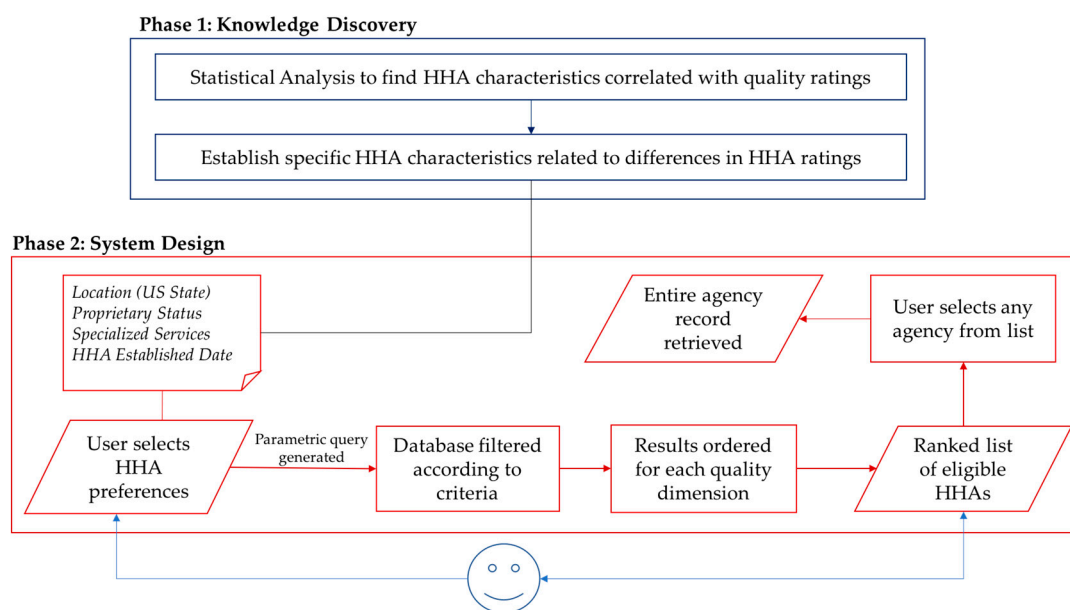 Phase 1: Knowledge Discovery
Statistical Analysis to find HHA characteristics correlated with quality ratings
Establish specific HHA characteristics related to differences in HHA ratings
Phase 2: System Design
Location (US State)
Proprietary Status
Specialized Services
HHA Established Date
Entire agency
record
retrieved
User selects any
agency from list
User selects
HHA
preferences
Parametric query
generated
Database filtered
according to
criteria
Results ordered
for each quality
dimension
Ranked list
of eligible
HHAs